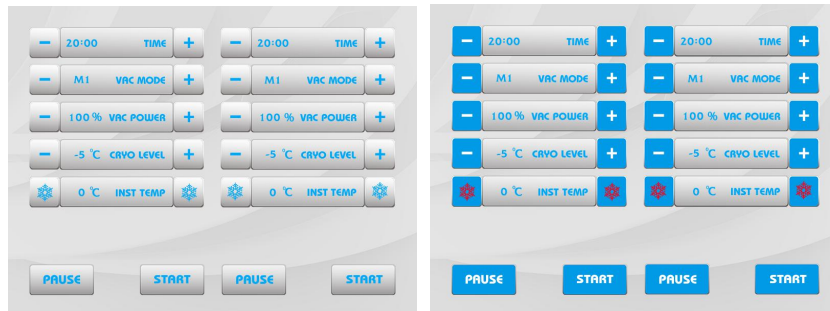 − 20:00 TIME + − 20:00 TIME +
− M1 VAC MODE + − M1 VAC MODE +
− 100 % VAC POWER + − 100 % VAC POWER +
− -5 ℃ CRYO LEVEL + − -5 ℃ CRYO LEVEL +
0 ℃ INST TEMP 0 ℃ INST TEMP
PAUSE START PAUSE START
− 20:00 TIME + − 20:00 TIME +
− M1 VAC MODE + − M1 VAC MODE +
− 100 % VAC POWER + − 100 % VAC POWER +
− -5 ℃ CRYO LEVEL + − -5 ℃ CRYO LEVEL +
0 ℃ INST TEMP 0 ℃ INST TEMP
PAUSE START PAUSE START